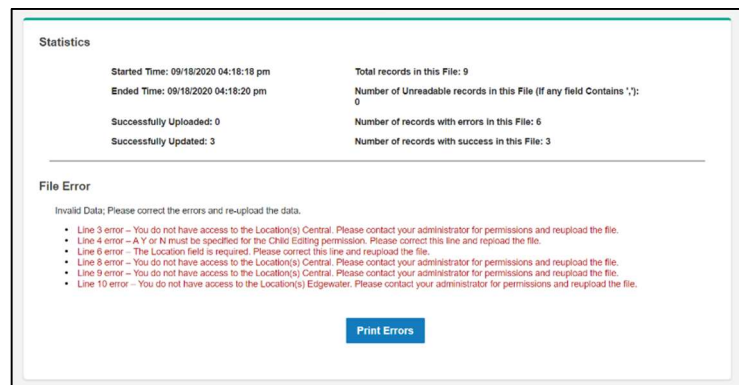 Statistics
Started Time: 09/18/2020 04:18:18 pm
Total records in this File: 9
Ended Time: 09/18/2020 04:18:20 pm
Number of Unreadable records in this File (If any field Contains ','):
0
Successfully Uploaded: 0
Number of records with errors in this File: 6
Successfully Updated: 3
Number of records with success in this File: 3
File Error
Invalid Data; Please correct the errors and re-upload the data.
• Line 3 error – You do not have access to the Location(s) Central. Please contact your administrator for permissions and reupload the file.
• Line 4 error – A Y or N must be specified for the Child Editing permission. Please correct this line and repload the file.
• Line 6 error – The Location field is required. Please correct this line and reupload the file.
• Line 8 error – You do not have access to the Location(s) Central. Please contact your administrator for permissions and reupload the file.
• Line 9 error – You do not have access to the Location(s) Central. Please contact your administrator for permissions and reupload the file.
• Line 10 error – You do not have access to the Location(s) Edgewater. Please contact your administrator for permissions and reupload the file.
Print Errors